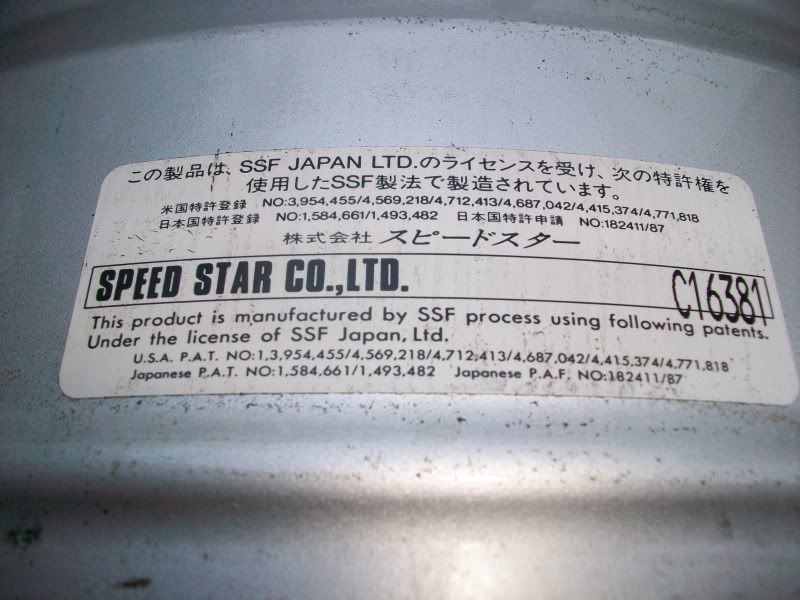 この製品は、SSF JAPAN LTD.のライセンスを受け、次の特許権を
使用したSSF製法で製造されています。
米国特許登録 NO:3,954,455/4,569,218/4,712,413/4,687,042/4,415,374/4,771,818
日本国特許登録 NO:1,584,661/1,493,482 日本国特許申請 NO:182411/87
株式会社 スピードスター
SPEED STAR CO.,LTD. C16381
This product is manufactured by SSF process using following patents.
Under the license of SSF Japan, Ltd.
U.S.A. P.A.T. NO:1,3,954,455/4,569,218/4,712,413/4,687,042/4,415,374/4,771,818
Japanese P.A.T. NO:1,584,661/1,493,482 Japanese P.A.F. NO:182411/87